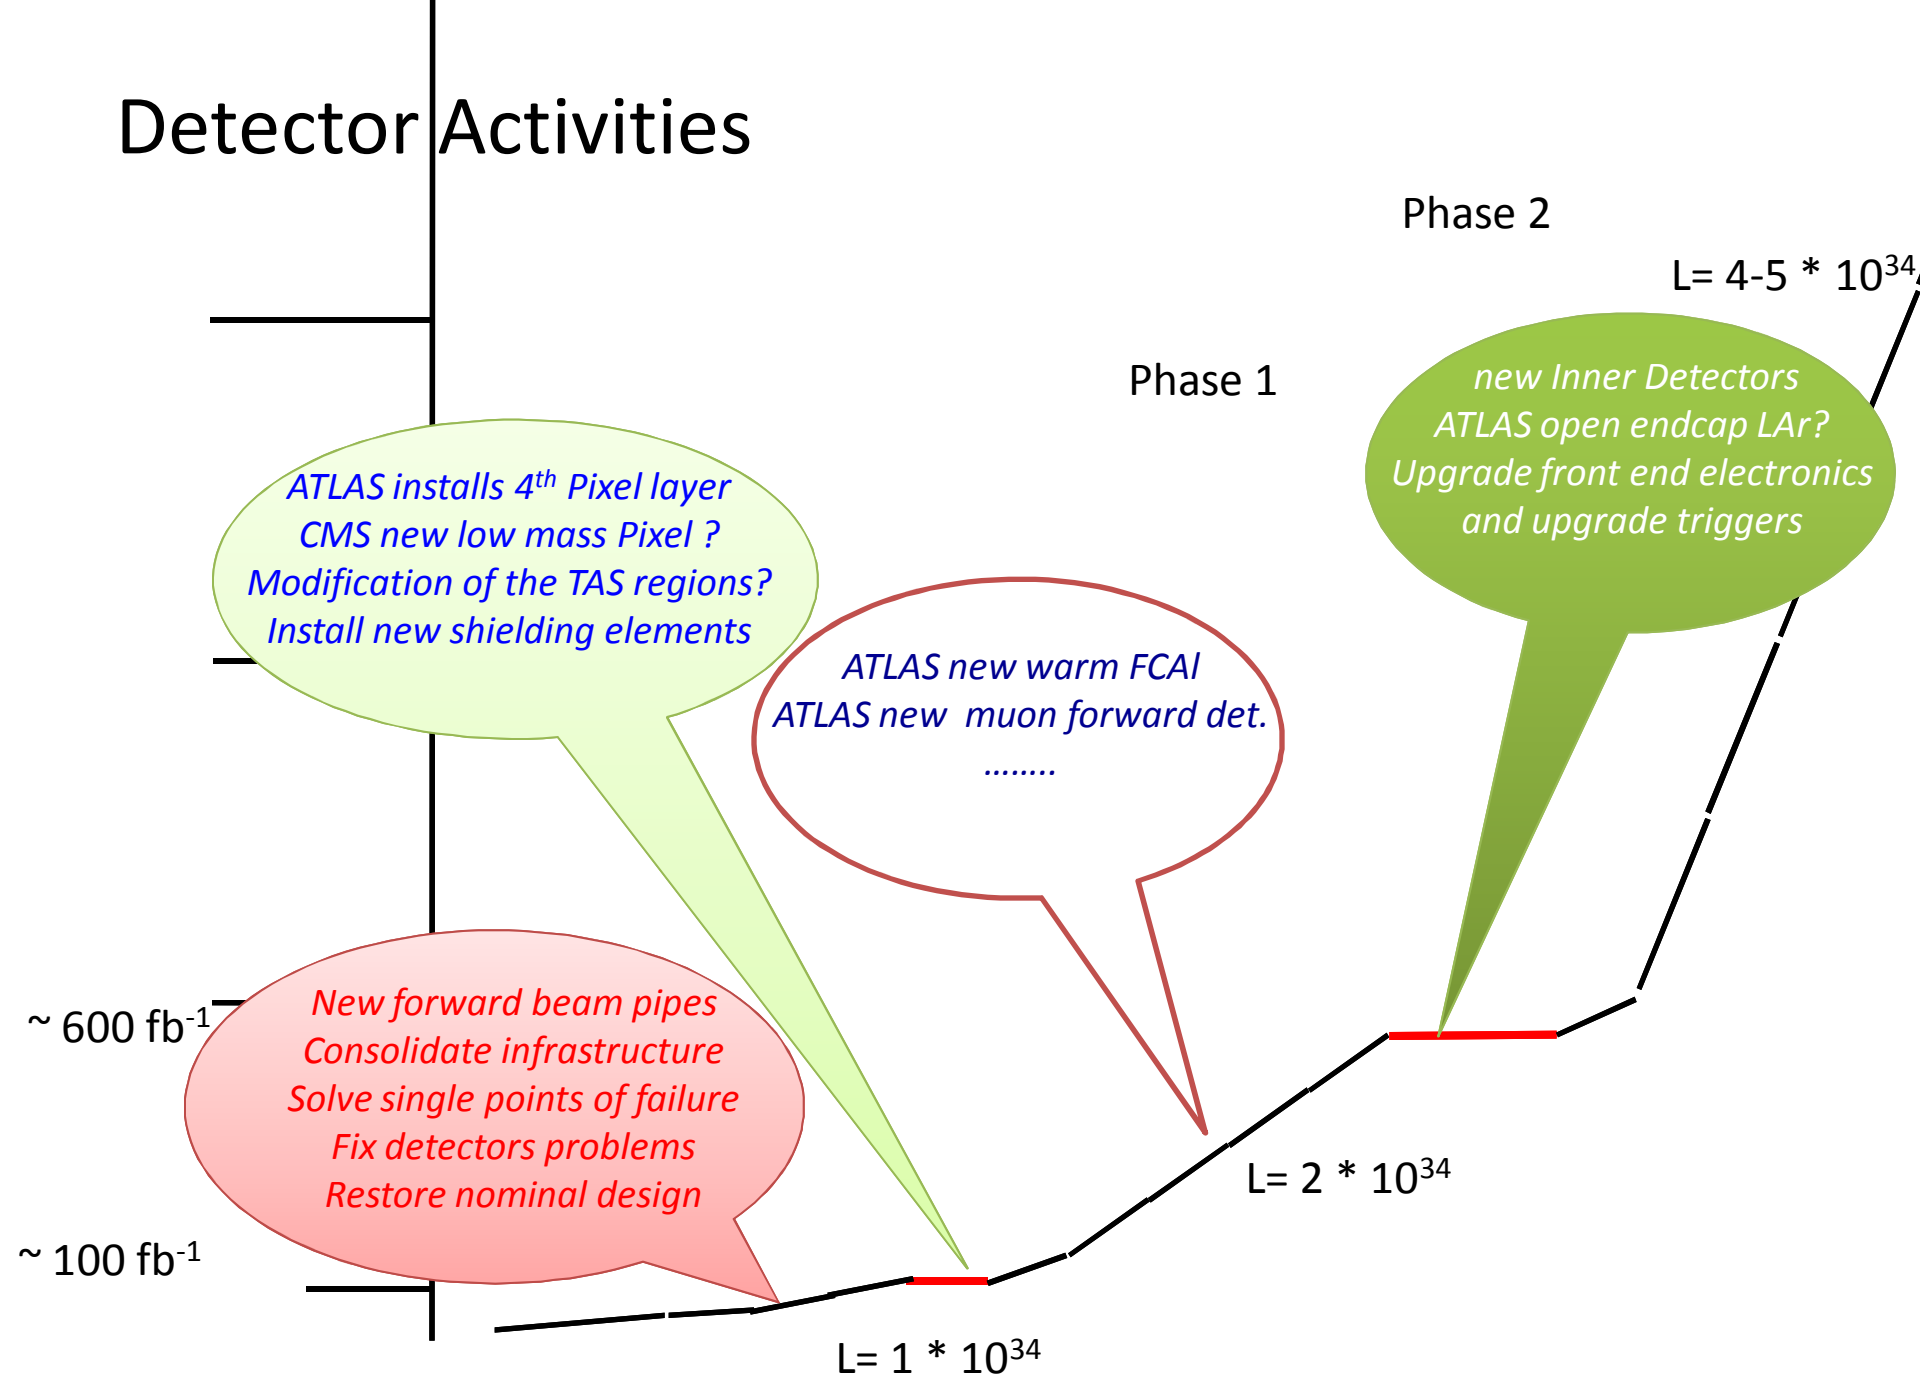 Detector Activities
Phase 2
L= 4-5 * 10³⁴
Phase 1
new Inner Detectors
ATLAS open endcap LAr?
Upgrade front end electronics
and upgrade triggers
ATLAS installs 4ᵗʰ Pixel layer
CMS new low mass Pixel ?
Modification of the TAS regions?
Install new shielding elements
ATLAS new warm FCAl
ATLAS new  muon forward det.
........
~ 600 fb⁻¹
New forward beam pipes
Consolidate infrastructure
Solve single points of failure
Fix detectors problems
Restore nominal design
L= 2 * 10³⁴
~ 100 fb⁻¹
L= 1 * 10³⁴